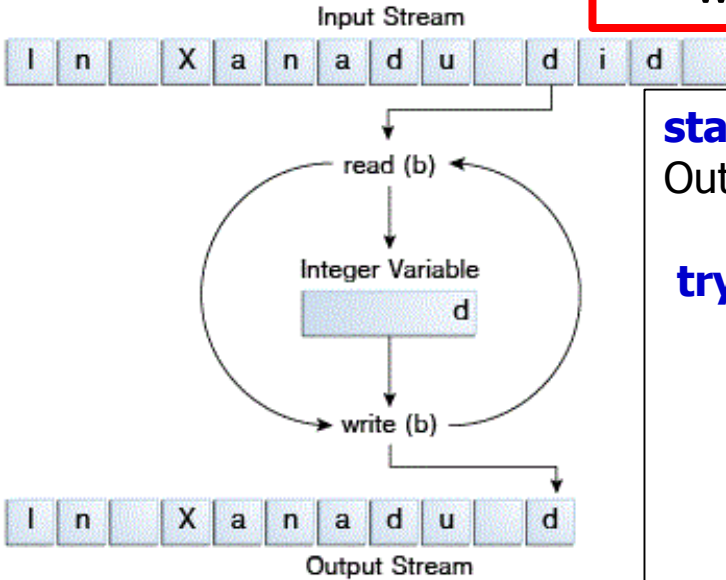 Input Stream
I n X a n a d u d i d
sta
Out
read (b)
Integer Variable
try
d
write (b)
I n X a n a d u d
Output Stream